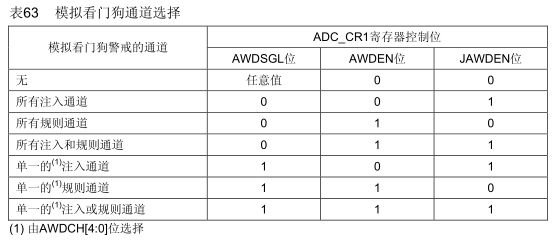 表63 模拟看门狗通道选择
模拟看门狗警戒的通道 ADC_CR1寄存器控制位
AWDSGL位 AWDEN位 JAWDEN位
无 任意值 0 0
所有注入通道 0 0 1
所有规则通道 0 1 0
所有注入和规则通道 0 1 1
单一的(1)注入通道 1 0 1
单一的(1)规则通道 1 1 0
单一的(1)注入或规则通道 1 1 1
(1) 由AWDCH[4:0]位选择